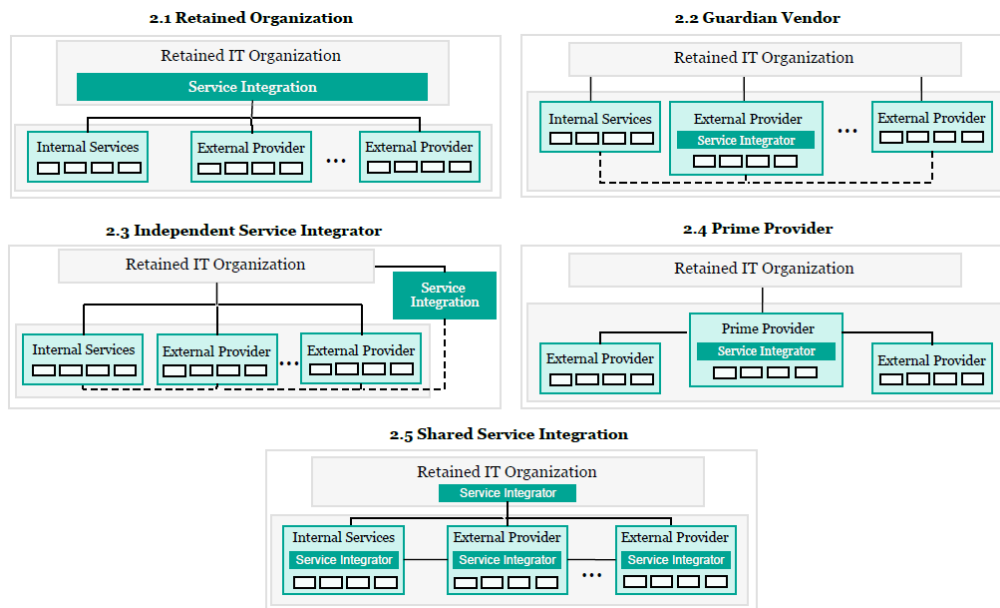 2.1 Retained Organization
Retained IT Organization
Service Integration
Internal Services
External Provider
...
External Provider
2.2 Guardian Vendor
Retained IT Organization
Internal Services
External Provider
Service Integrator
...
External Provider
2.3 Independent Service Integrator
Retained IT Organization
Service
Integration
Internal Services
External Provider
...
External Provider
2.4 Prime Provider
Retained IT Organization
Prime Provider
Service Integrator
External Provider
External Provider
2.5 Shared Service Integration
Retained IT Organization
Service Integrator
Internal Services
Service Integrator
External Provider
Service Integrator
...
External Provider
Service Integrator